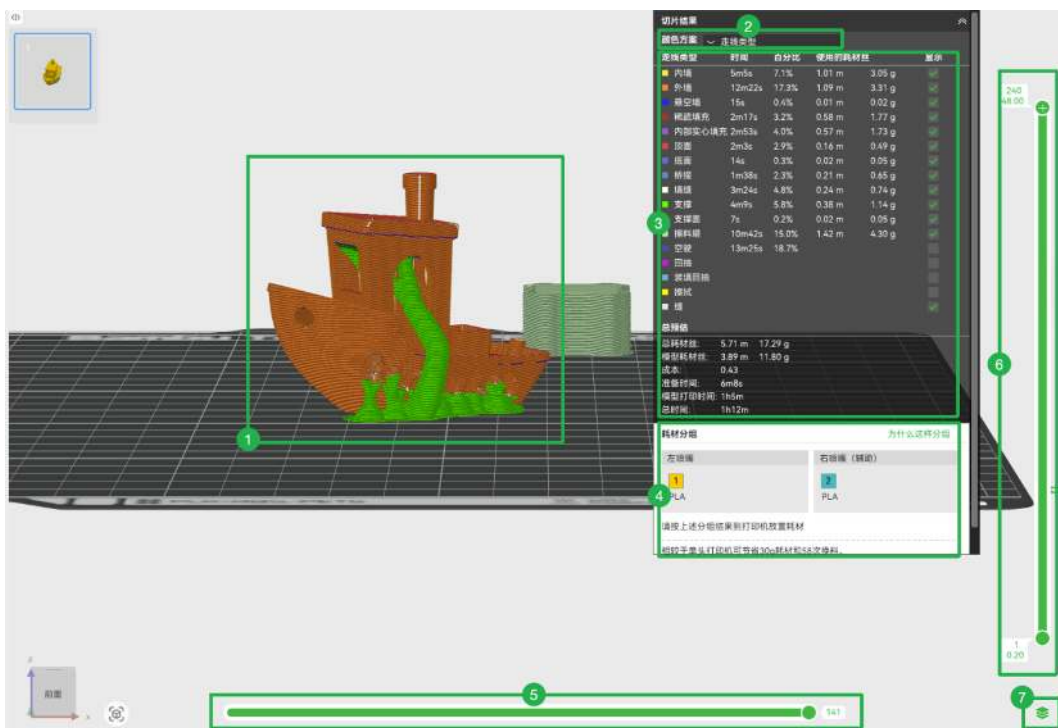 切片结果
2
颜色方案 走线类型
走线类型 时间 百分比 使用的耗材丝 显示
内墙 5m5s 7.1% 1.01 m 3.05 g
外墙 12m22s 17.3% 1.09 m 3.31 g
悬空墙 15s 0.4% 0.01 m 0.02 g
稀疏填充 2m17s 3.2% 0.58 m 1.77 g
内部实心填充 2m53s 4.0% 0.57 m 1.73 g
顶面 2m3s 2.9% 0.16 m 0.49 g
底面 14s 0.3% 0.02 m 0.05 g
桥接 1m38s 2.3% 0.21 m 0.65 g
填缝 3m24s 4.8% 0.24 m 0.74 g
支撑 4m9s 5.8% 0.38 m 1.14 g
支撑面 7s 0.2% 0.02 m 0.05 g
3
擦料层 10m42s 15.0% 1.42 m 4.30 g
空驶 13m25s 18.7%
回抽
装填回抽
擦拭
缝
总预估
总耗材丝: 5.71 m 17.29 g
模型耗材丝: 3.89 m 11.80 g
成本: 0.43
准备时间: 6m8s
模型打印时间: 1h5m
总时间: 1h12m
耗材分组 为什么这样分组
左喷嘴 右喷嘴（辅助）
1 2
4
PLA PLA
请按上述分组结果到打印机放置耗材
相较于单头打印机可节省30g耗材和58次换料。
240
48.00
6
1
0.20
1
前面
x
5
141
7